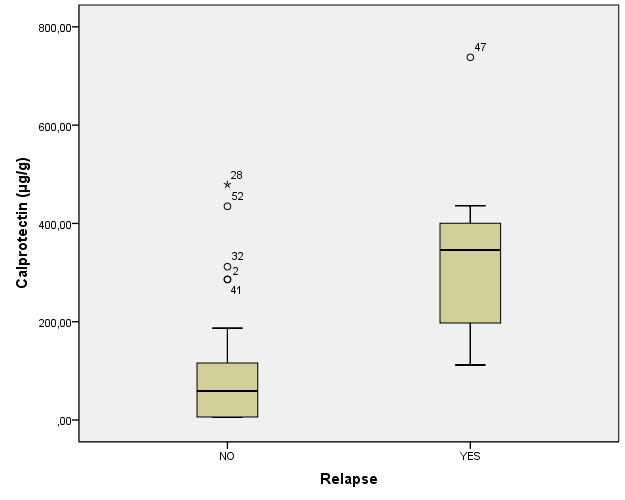 800,00
600,00
400,00
200,00
,00
Calprotectin (µg/g)
47
28
52
32
2
41
NO
YES
Relapse